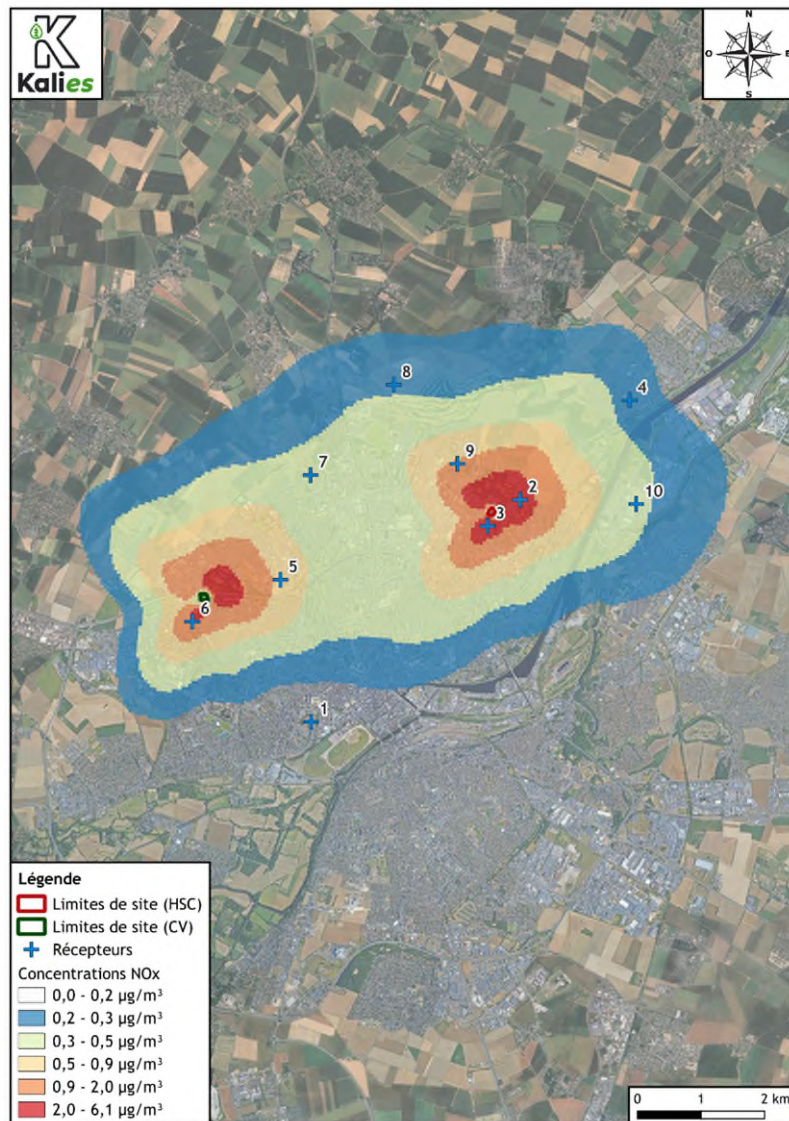 Kalies
N
O
E
S
8
4
7
9
2
10
3
5
6
1
Légende
Limites de site (HSC)
Limites de site (CV)
Récepteurs
Concentrations NOx
0,0 - 0,2 µg/m³
0,2 - 0,3 µg/m³
0,3 - 0,5 µg/m³
0,5 - 0,9 µg/m³
0,9 - 2,0 µg/m³
2,0 - 6,1 µg/m³
0 1 2 km